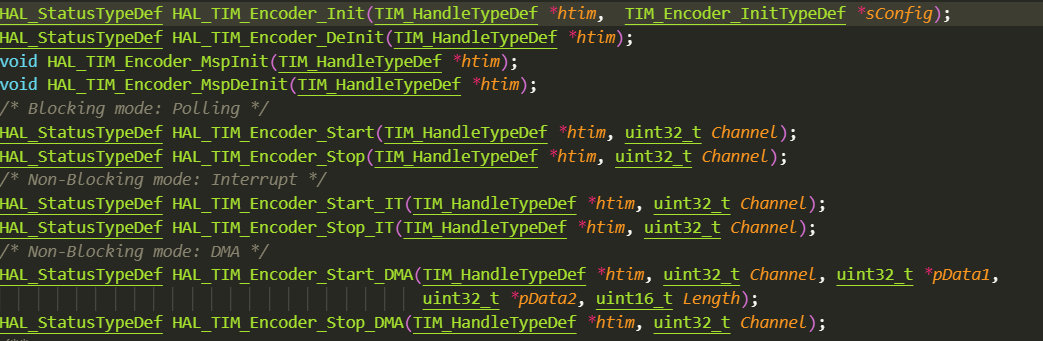 HAL_StatusTypeDef HAL_TIM_Encoder_Init(TIM_HandleTypeDef *htim,  TIM_Encoder_InitTypeDef *sConfig);
HAL_StatusTypeDef HAL_TIM_Encoder_DeInit(TIM_HandleTypeDef *htim);
void HAL_TIM_Encoder_MspInit(TIM_HandleTypeDef *htim);
void HAL_TIM_Encoder_MspDeInit(TIM_HandleTypeDef *htim);
/* Blocking mode: Polling */
HAL_StatusTypeDef HAL_TIM_Encoder_Start(TIM_HandleTypeDef *htim, uint32_t Channel);
HAL_StatusTypeDef HAL_TIM_Encoder_Stop(TIM_HandleTypeDef *htim, uint32_t Channel);
/* Non-Blocking mode: Interrupt */
HAL_StatusTypeDef HAL_TIM_Encoder_Start_IT(TIM_HandleTypeDef *htim, uint32_t Channel);
HAL_StatusTypeDef HAL_TIM_Encoder_Stop_IT(TIM_HandleTypeDef *htim, uint32_t Channel);
/* Non-Blocking mode: DMA */
HAL_StatusTypeDef HAL_TIM_Encoder_Start_DMA(TIM_HandleTypeDef *htim, uint32_t Channel, uint32_t *pData1,
uint32_t *pData2, uint16_t Length);
HAL_StatusTypeDef HAL_TIM_Encoder_Stop_DMA(TIM_HandleTypeDef *htim, uint32_t Channel);